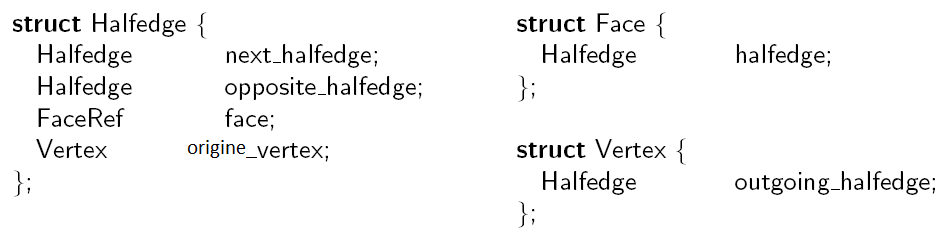 struct Halfedge {
Halfedge next_halfedge;
Halfedge opposite_halfedge;
FaceRef face;
Vertex origine_vertex;
};
struct Face {
Halfedge halfedge;
};
struct Vertex {
Halfedge outgoing_halfedge;
};